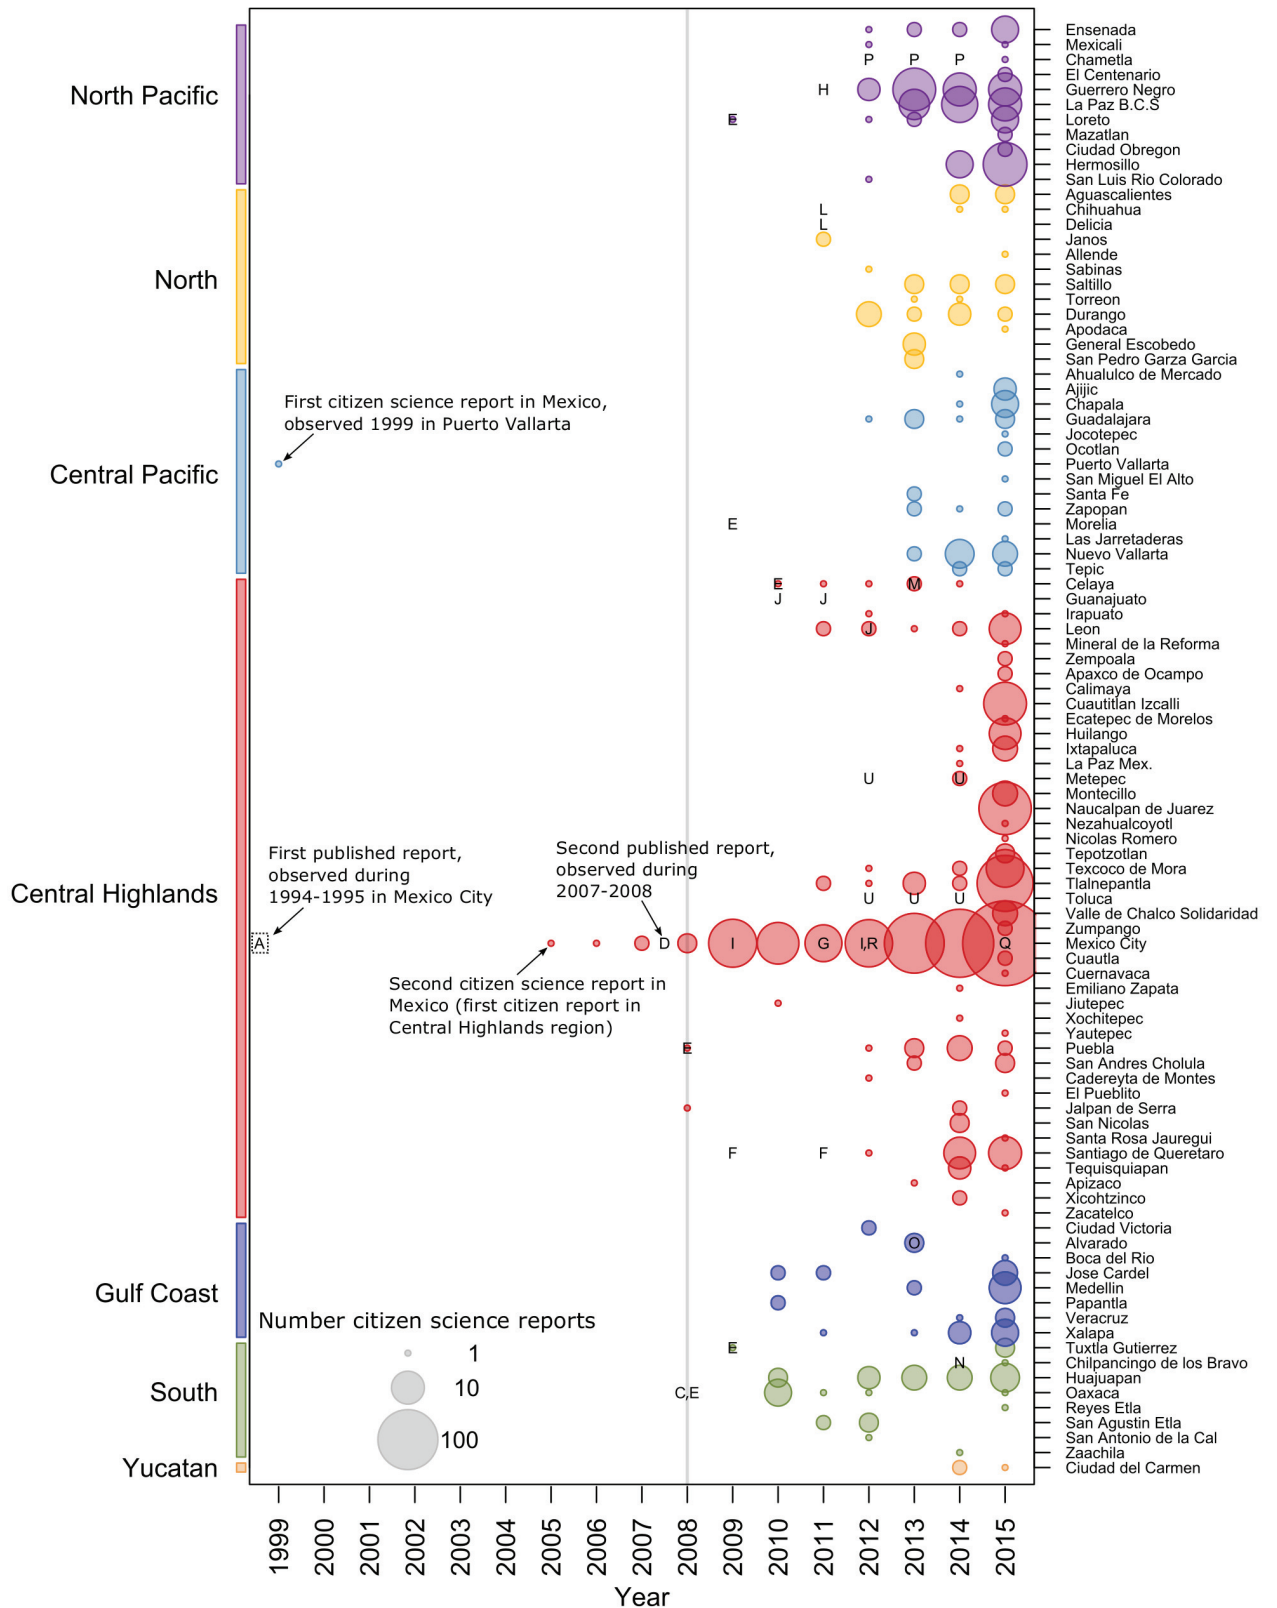 North Pacific
North
Central Pacific
Central Highlands
Gulf Coast
South
Yucatan
Ensenada
Mexicali
P P P Chametla
El Centenario
H Guerrero Negro
La Paz B.C.S
E Loreto
Mazatlan
Ciudad Obregon
Hermosillo
San Luis Rio Colorado
Aguascalientes
L Chihuahua
L Delicia
Janos
Allende
Sabinas
Saltillo
Torreon
Durango
Apodaca
General Escobedo
San Pedro Garza Garcia
Ahualulco de Mercado
Ajijic
Chapala
Guadalajara
Jocotepec
Ocotlan
Puerto Vallarta
San Miguel El Alto
Santa Fe
Zapopan
E Morelia
Las Jarretaderas
Nuevo Vallarta
Tepic
E M Celaya
J J Guanajuato
Irapuato
J Leon
Mineral de la Reforma
Zempoala
Apaxco de Ocampo
Calimaya
Cuautitlan Izcalli
Ecatepec de Morelos
Huilango
Ixtapaluca
La Paz Mex.
U U Metepec
Montecillo
Naucalpan de Juarez
Nezahualcoyotl
Nicolas Romero
Tepotzotlan
Texcoco de Mora
Tlalnepantla
U U U Toluca
Valle de Chalco Solidaridad
Zumpango
A D I G I,R Q Mexico City
Cuautla
Cuernavaca
Emiliano Zapata
Jiutepec
Xochitepec
Yautepec
E Puebla
San Andres Cholula
Cadereyta de Montes
El Pueblito
Jalpan de Serra
San Nicolas
Santa Rosa Jauregui
F F Santiago de Queretaro
Tequisquiapan
Apizaco
Xicohtzinco
Zacatelco
Ciudad Victoria
O Alvarado
Boca del Rio
Jose Cardel
Medellin
Papantla
Veracruz
Xalapa
E Tuxtla Gutierrez
N Chilpancingo de los Bravo
Huajuapan
C,E Oaxaca
Reyes Etla
San Agustin Etla
San Antonio de la Cal
Zaachila
Ciudad del Carmen
First citizen science report in Mexico,
observed 1999 in Puerto Vallarta
First published report,
observed during
1994-1995 in Mexico City
Second published report,
observed during
2007-2008
Second citizen science report in
Mexico (first citizen report in
Central Highlands region)
Number citizen science reports
1
10
100
1999 2000 2001 2002 2003 2004 2005 2006 2007 2008 2009 2010 2011 2012 2013 2014 2015
Year